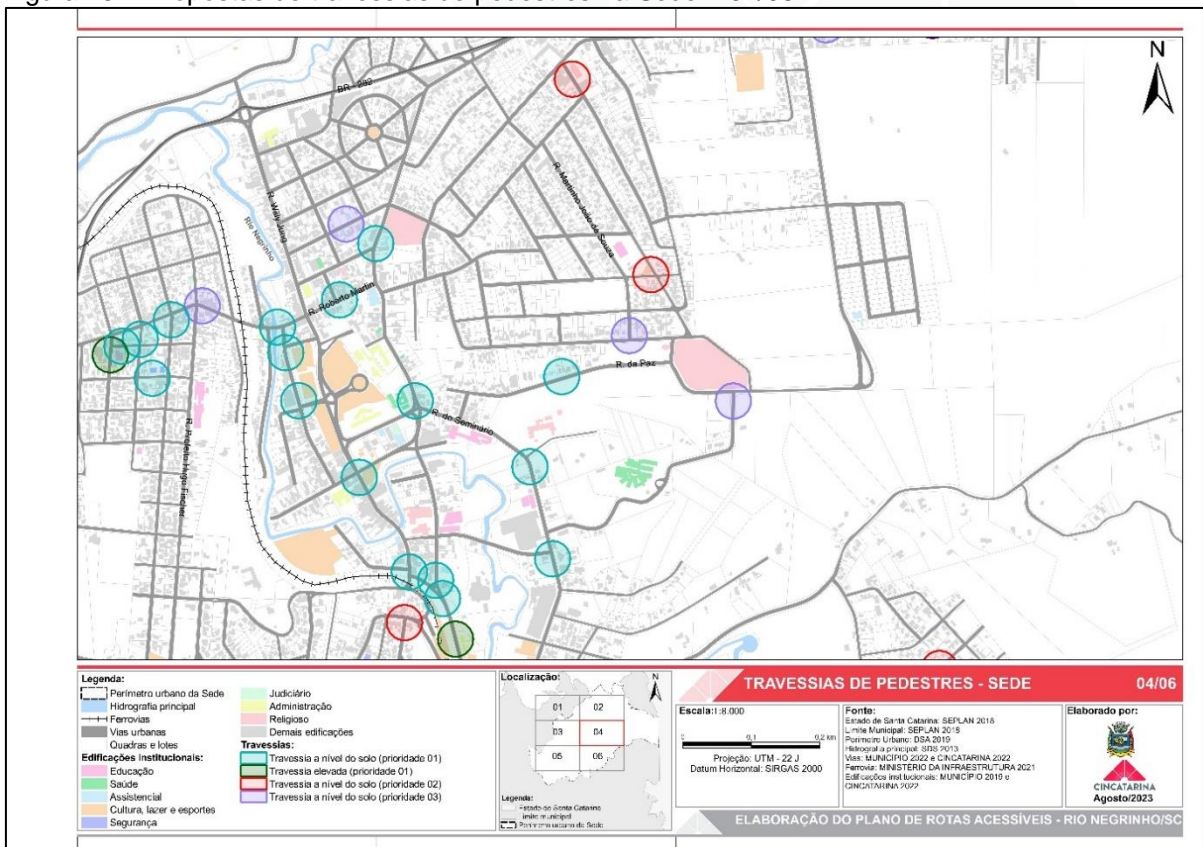 N
BR - 282
R. Willy Jung
Rio Negrinho
R. Martinho João de Souza
R. Roberto Martin
R. da Paz
R. do Seminário
R. Prefeito Hugo Fischer
Legenda:
Perímetro urbano da Sede
Hidrografia principal
Ferrovias
Vias urbanas
Quadras e lotes
Edificações Institucionais:
Educação
Saúde
Assistencial
Cultura, lazer e esportes
Segurança
Judiciário
Administração
Religioso
Demais edificações
Travessias:
Travessia a nível do solo (prioridade 01)
Travessia elevada (prioridade 01)
Travessia a nível do solo (prioridade 02)
Travessia a nível do solo (prioridade 03)
Localização:
N
01 02
03 04
05 06
Legenda:
Estado de Santa Catarina
Limite municipal
Perímetro urbano da Sede
TRAVESSIAS DE PEDESTRES - SEDE 04/06
Escala:1:8.000
0 0,1 0,2 km
Projeção: UTM - 22 J
Datum Horizontal: SIRGAS 2000
Fonte:
Estado de Santa Catarina: SEPLAN 2018
Limite Municipal: SEPLAN 2018
Perímetro Urbano: DSA 2019
Hidrografia principal: SDS 2013
Vias: MUNICÍPIO 2022 e CINCATARINA 2022
Ferrovia: MINISTÉRIO DA INFRAESTRUTURA 2021
Edificações institucionais: MUNICÍPIO 2019 e
CINCATARINA 2022
Elaborado por:
CINCATARINA
Agosto/2023
ELABORAÇÃO DO PLANO DE ROTAS ACESSÍVEIS - RIO NEGRINHO/SC